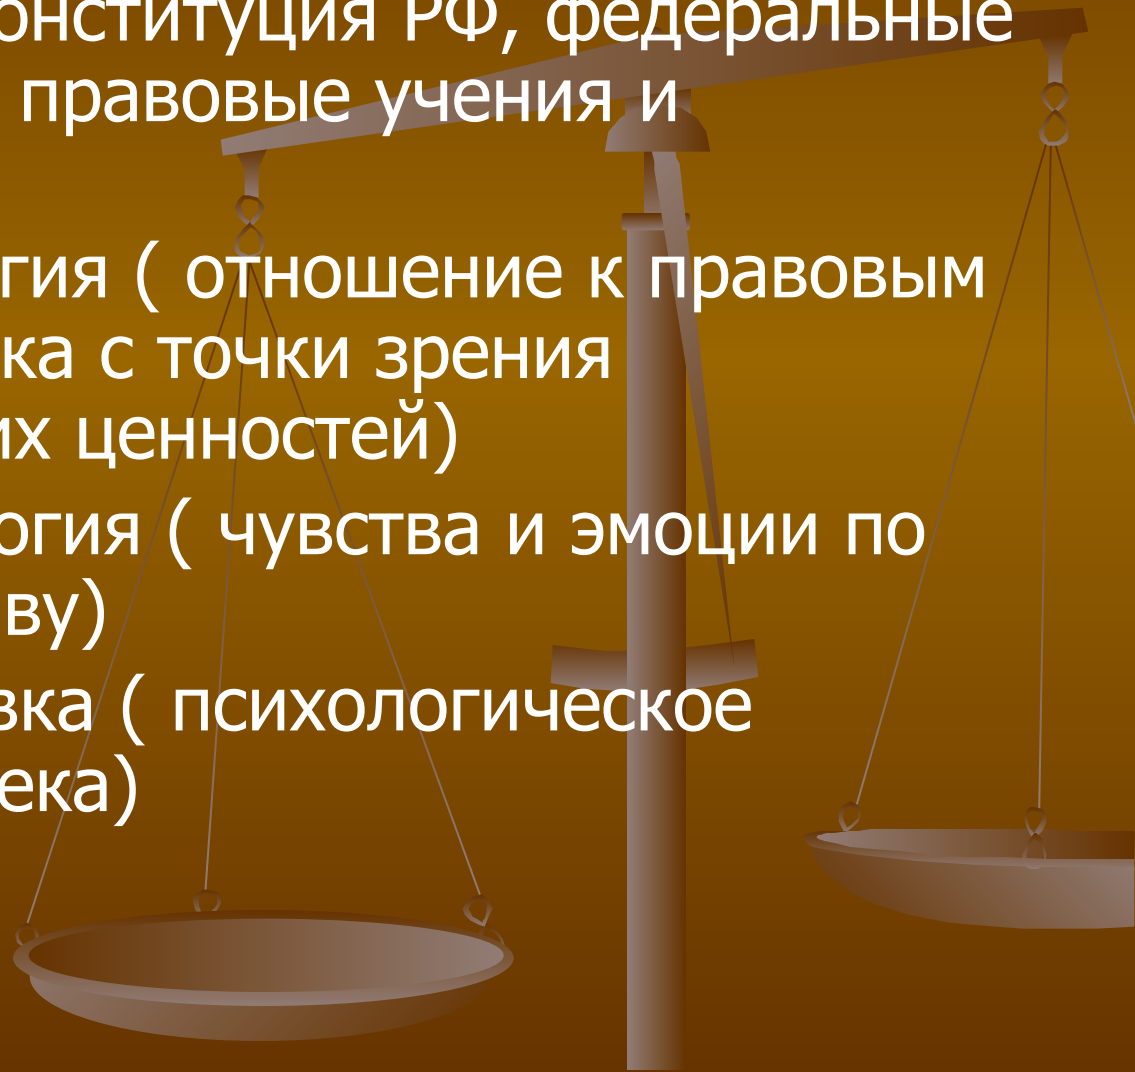 онституция РФ, федеральные
правовые учения и
гия ( отношение к правовым
ка с точки зрения
их ценностей)
огия ( чувства и эмоции по
ву)
вка ( психологическое
ека)